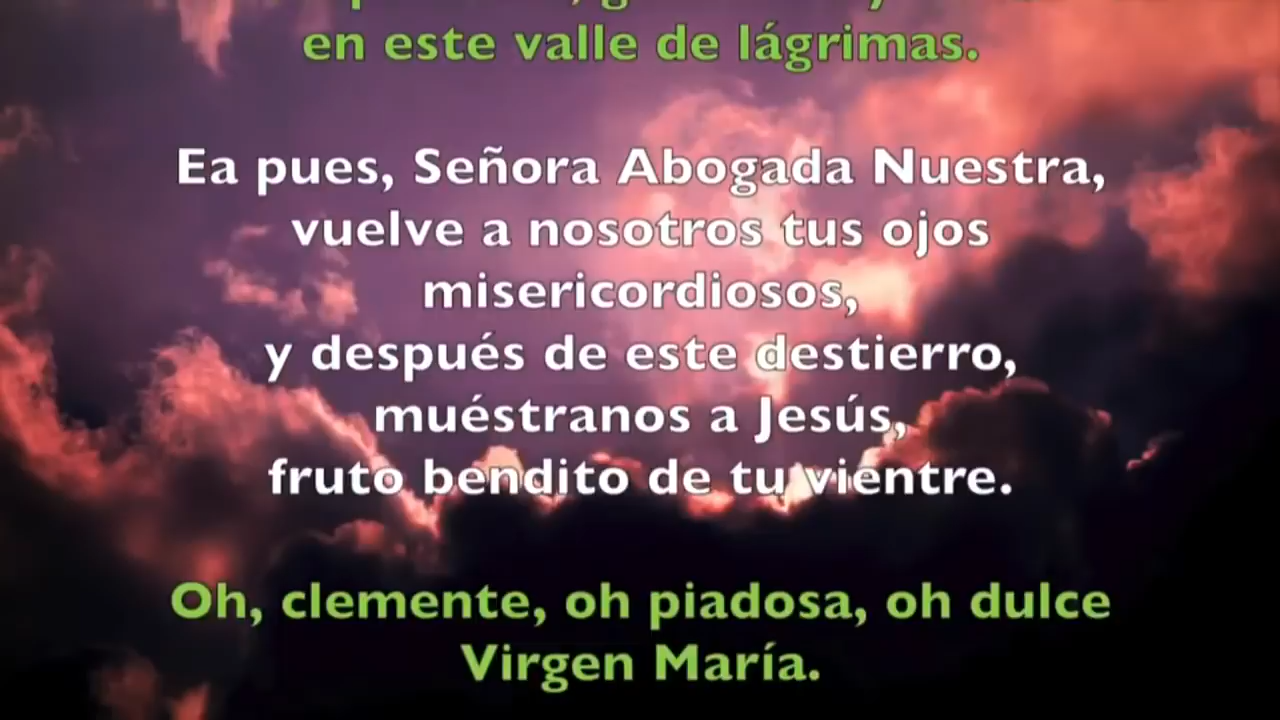 en este valle de lágrimas.
Ea pues, Señora Abogada Nuestra,
vuelve a nosotros tus ojos
misericordiosos,
y después de este destierro,
muéstranos a Jesús,
fruto bendito de tu vientre.
Oh, clemente, oh piadosa, oh dulce
Virgen María.